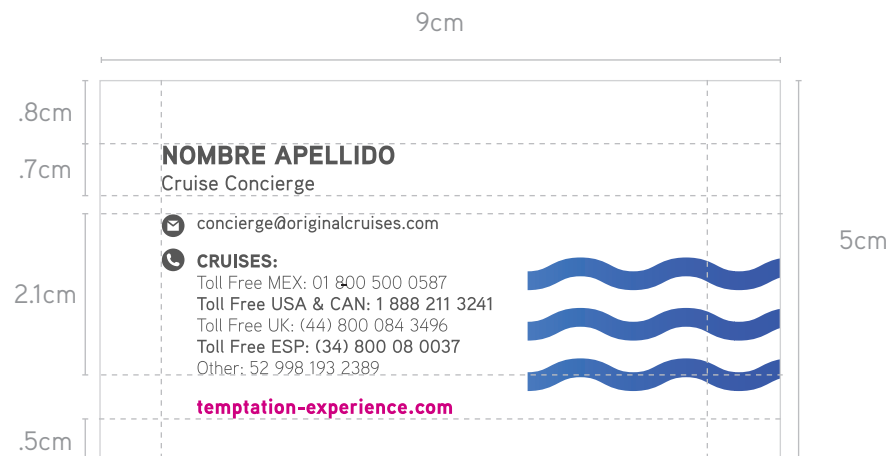 9cm
.8cm
.7cm
NOMBRE APELLIDO
Cruise Concierge
concierge@originalcruises.com
5cm
CRUISES:
Toll Free MEX: 01 800 500 0587
2.1cm
Toll Free USA & CAN: 1 888 211 3241
Toll Free UK: (44) 800 084 3496
Toll Free ESP: (34) 800 08 0037
Other: 52 998 193 2389
temptation-experience.com
.5cm